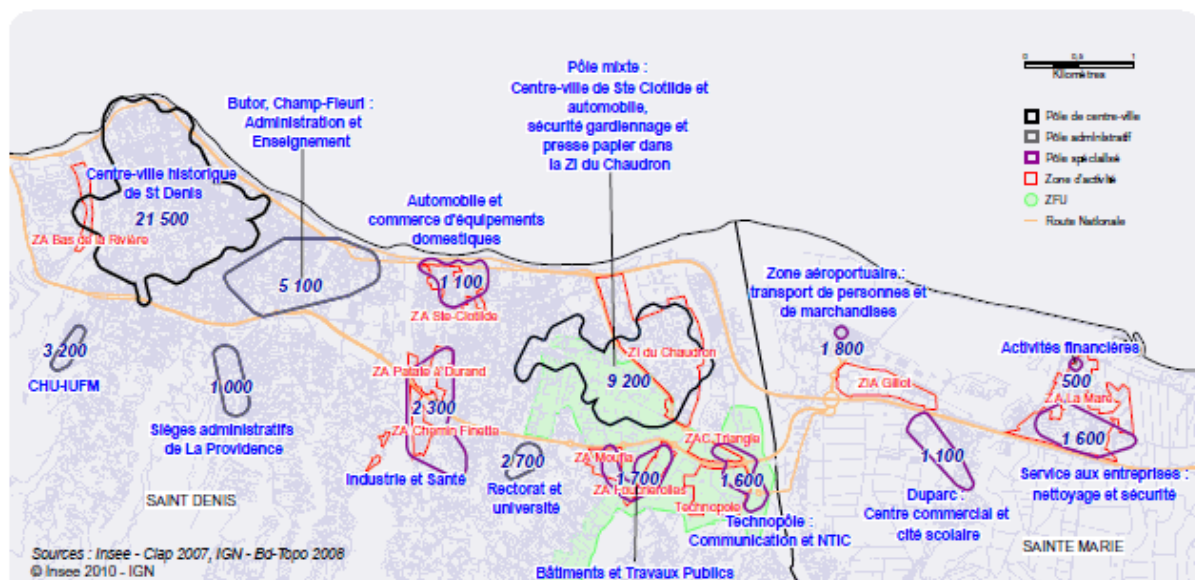 Pôle mixte :
Centre-ville de Ste Clotilde et
automobile,
sécurité gardiennage et
presse papier dans
la ZI du Chaudron
0 0,5 1
Kilomètres
Pôle de centre-ville
Pôle administratif
Pôle spécialisé
Zone d'activité
ZFU
Route Nationale
Butor, Champ-Fleuri :
Administration et
Enseignement
Centre-ville historique
de St Denis
21 500
ZA Bas de la Rivière
Automobile et
commerce d'équipements
domestiques
5 100
1 100
ZA Ste-Clotilde
Zone aéroportuaire :
transport de personnes et
de marchandises
1 800
Activités financières
500
ZA La Mare
1 600
Service aux entreprises :
nettoyage et sécurité
ZIA Gillot
1 100
Duparc :
Centre commercial et
cité scolaire
ZI du Chaudron
9 200
3 200
CHU-IUFM
1 000
Sièges administratifs
de La Providence
ZA Patate à Durand
2 300
ZA Chemin Finette
Industrie et Santé
2 700
Rectorat et
université
ZA Moufia
1 700
ZA Foucherolles
ZAC Triangle
1 600
Technopole
Technopôle :
Communication et NTIC
Bâtiments et Travaux Publics
SAINT DENIS
SAINTE MARIE
Sources : Insee - Clap 2007, IGN - Bd-Topo 2008
© Insee 2010 - IGN